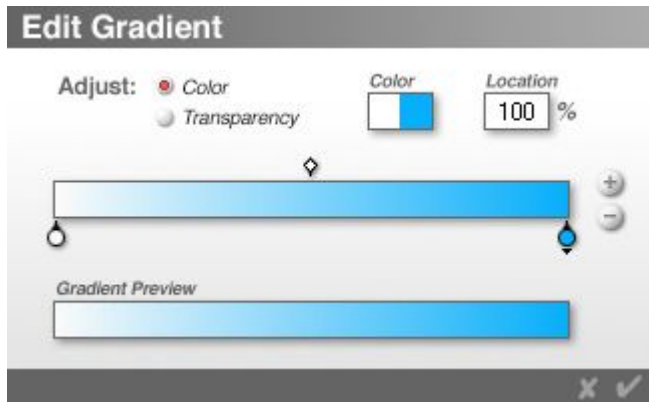 Edit Gradient
Adjust: Color Color Location
Transparency 100 %
Gradient Preview